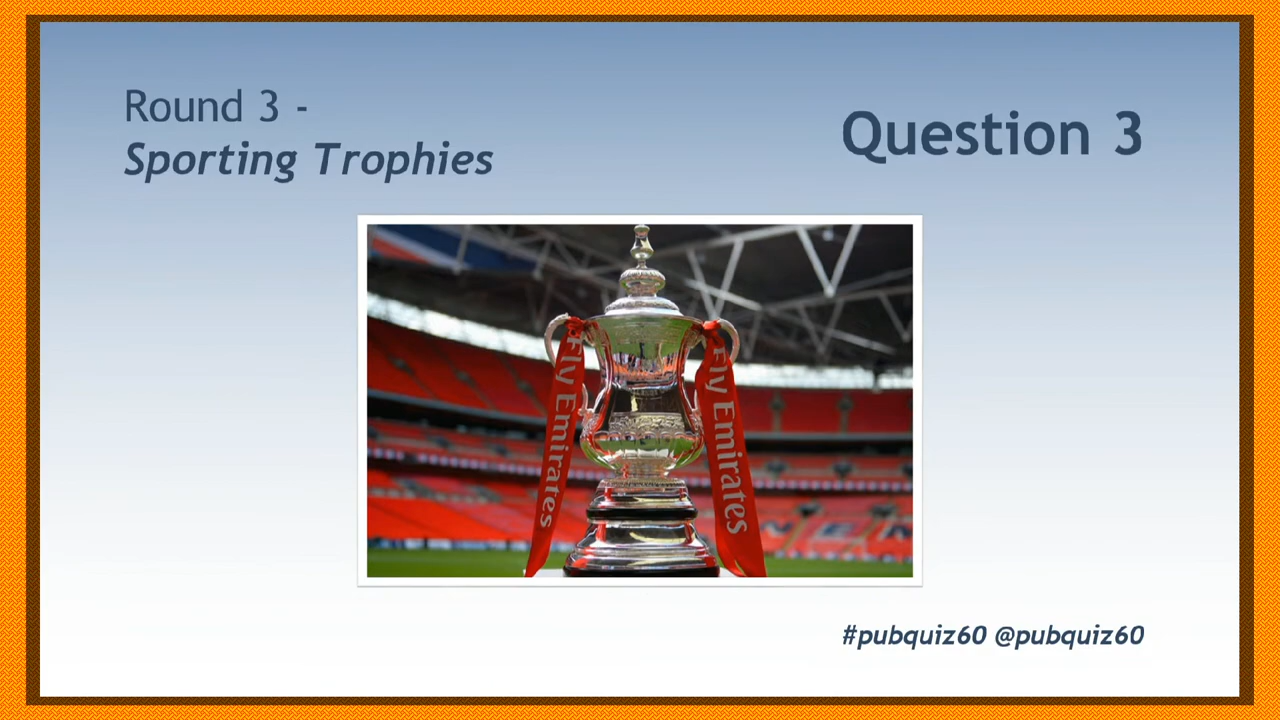 Round 3 -
Sporting Trophies
Question 3
Fly Emirates
Fly Emirates
#pubquiz60 @pubquiz60